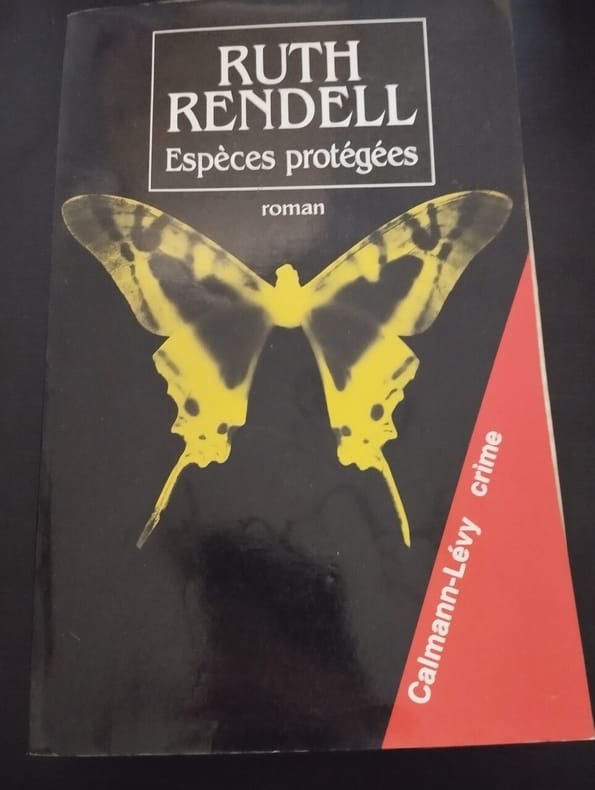 RUTH
RENDELL
Espèces protégées
roman
Calmann-Lévy crime